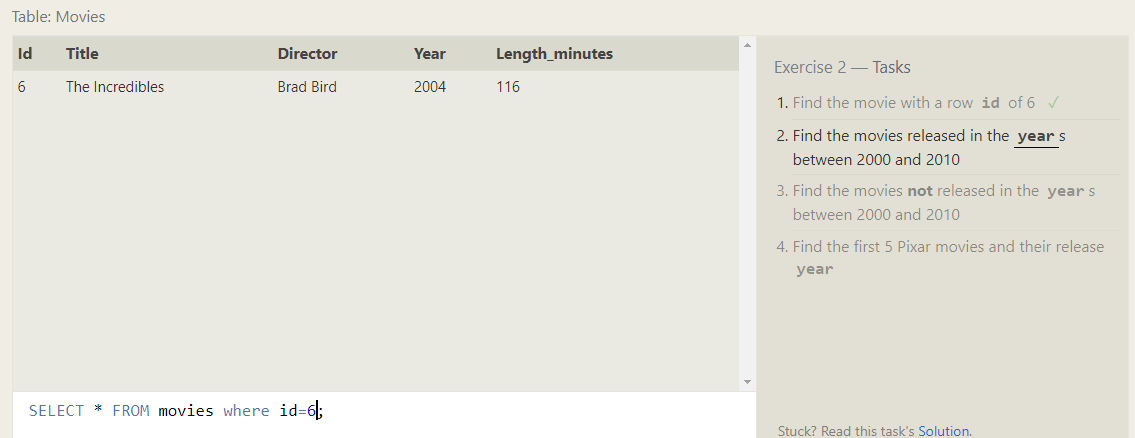 Table: Movies
Id Title Director Year Length_minutes
6 The Incredibles Brad Bird 2004 116
SELECT * FROM movies where id=6;
Exercise 2 — Tasks
1. Find the movie with a row id of 6 ✓
2. Find the movies released in the years
between 2000 and 2010
3. Find the movies not released in the years
between 2000 and 2010
4. Find the first 5 Pixar movies and their release
year
Stuck? Read this task's Solution.